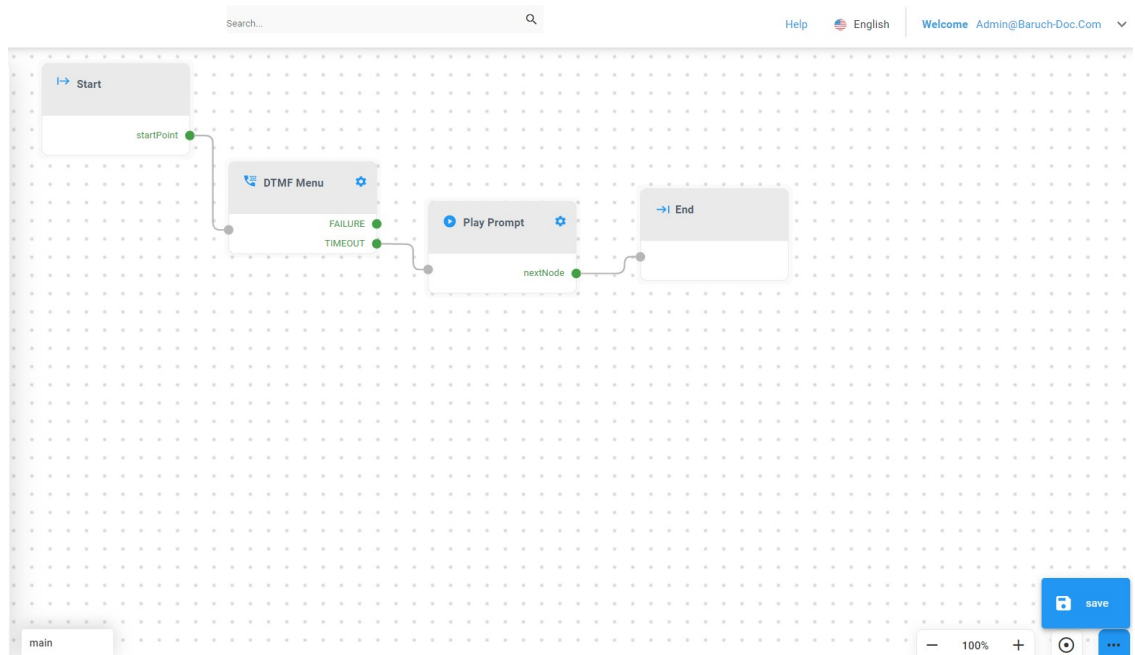 Search...
Help
English
Welcome Admin@Baruch-Doc.Com
Start
startPoint
DTMF Menu
FAILURE
TIMEOUT
Play Prompt
nextNode
End
save
main
100%